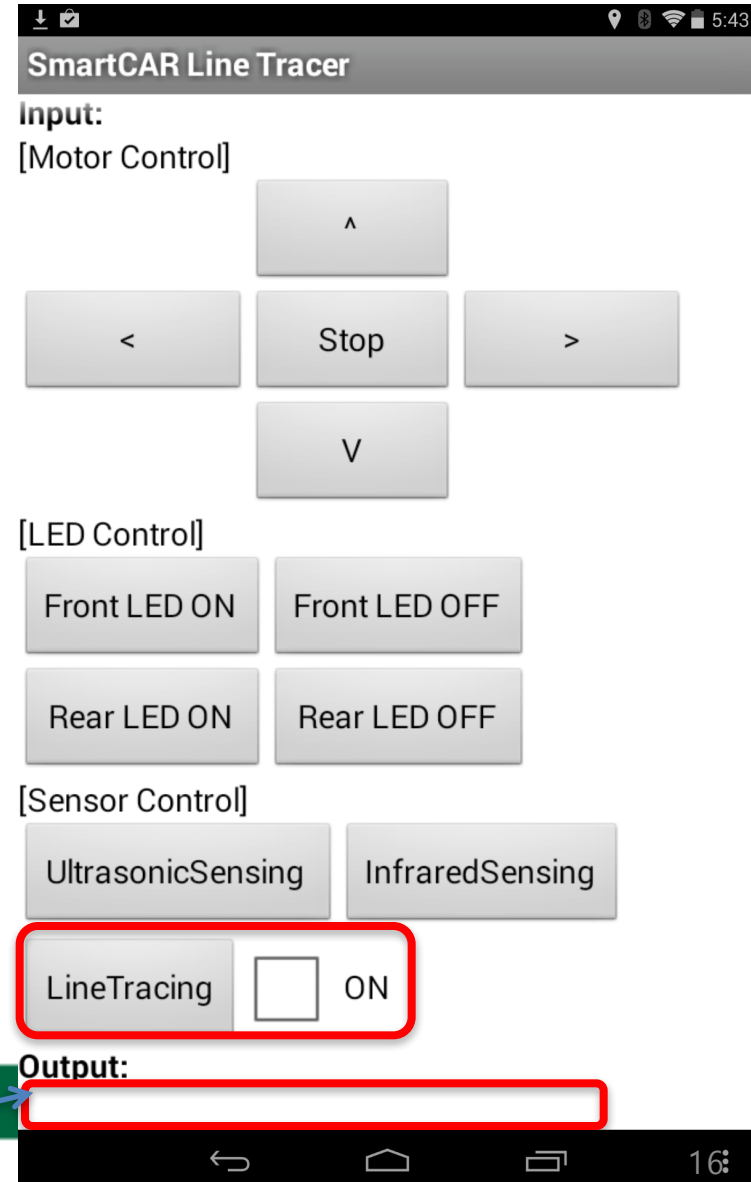 5:43
SmartCAR Line Tracer
Input:
[Motor Control]
^
< Stop >
V
[LED Control]
Front LED ON Front LED OFF
Rear LED ON Rear LED OFF
[Sensor Control]
UltrasonicSensing InfraredSensing
LineTracing ON
Output:
16